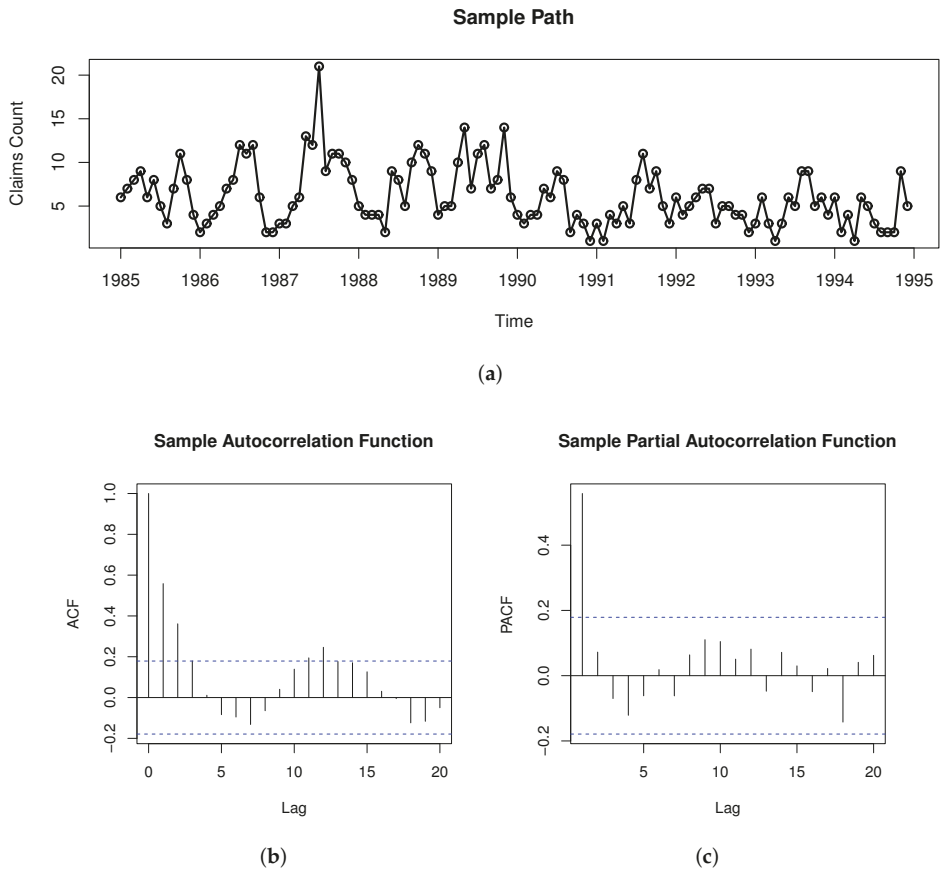 Sample Path
Claims Count
20
15
10
5
1985 1986 1987 1988 1989 1990 1991 1992 1993 1994 1995
Time
(a)
Sample Autocorrelation Function
ACF
1.0
0.8
0.6
0.4
0.2
0.0
−0.2
0 5 10 15 20
Lag
(b)
Sample Partial Autocorrelation Function
PACF
0.4
0.2
0.0
−0.2
5 10 15 20
Lag
(c)